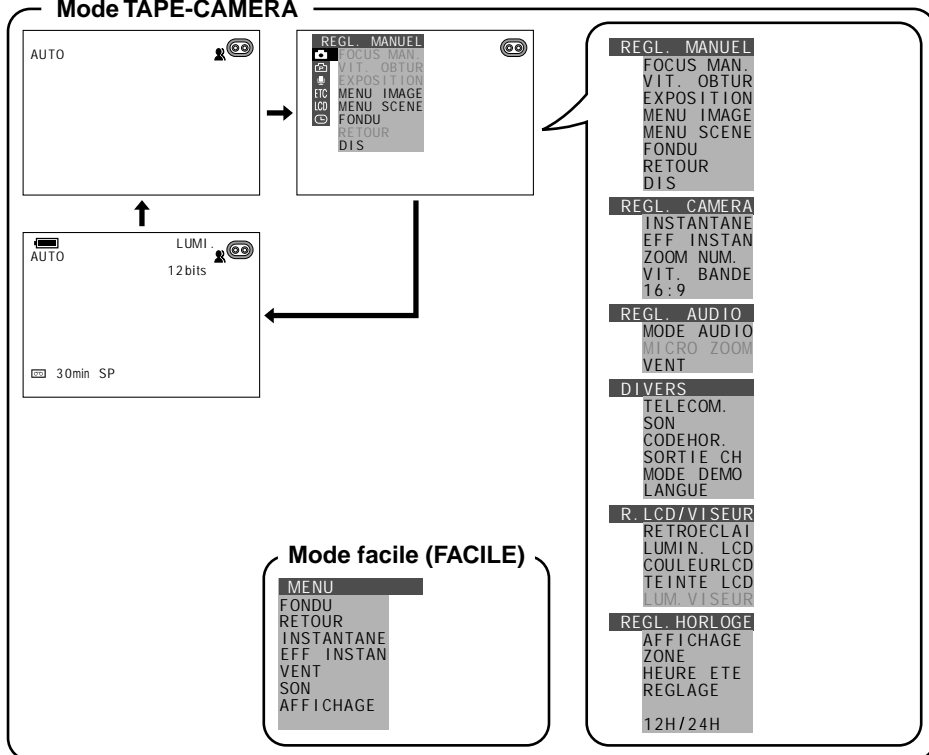 Mode TAPE-CAMERA
AUTO
REGL. MANUEL
FOCUS MAN.
VIT. OBTUR
EXPOSITION
ETC MENU IMAGE
LCD MENU SCENE
FONDU
RETOUR
DIS
AUTO
LUMI.
12bits
30min SP
REGL. MANUEL
FOCUS MAN.
VIT. OBTUR
EXPOSITION
MENU IMAGE
MENU SCENE
FONDU
RETOUR
DIS
REGL. CAMERA
INSTANTANE
EFF INSTAN
ZOOM NUM.
VIT. BANDE
16:9
REGL. AUDIO
MODE AUDIO
MICRO ZOOM
VENT
DIVERS
TELECOM.
SON
CODEHOR.
SORTIE CH
MODE DEMO
LANGUE
R.LCD/VISEUR
RETROECLAI
LUMIN. LCD
COULEURLCD
TEINTE LCD
LUM.VISEUR
REGL.HORLOGE
AFFICHAGE
ZONE
HEURE ETE
REGLAGE
12H/24H
Mode facile (FACILE)
MENU
FONDU
RETOUR
INSTANTANE
EFF INSTAN
VENT
SON
AFFICHAGE